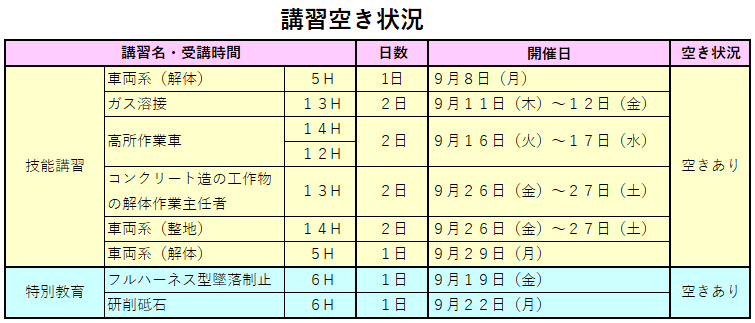 講習空き状況
講習名・受講時間 日数 開催日 空き状況
技能講習 車両系（解体） 5H 1日 9月8日（月） 空きあり
ガス溶接 13H 2日 9月11日（木）～12日（金）
高所作業車 14H 2日 9月16日（火）～17日（水）
12H
コンクリート造の工作物
の解体作業主任者 13H 2日 9月26日（金）～27日（土）
車両系（整地） 14H 2日 9月26日（金）～27日（土）
車両系（解体） 5H 1日 9月29日（月）
特別教育 フルハーネス型墜落制止 6H 1日 9月19日（金） 空きあり
研削砥石 6H 1日 9月22日（月）